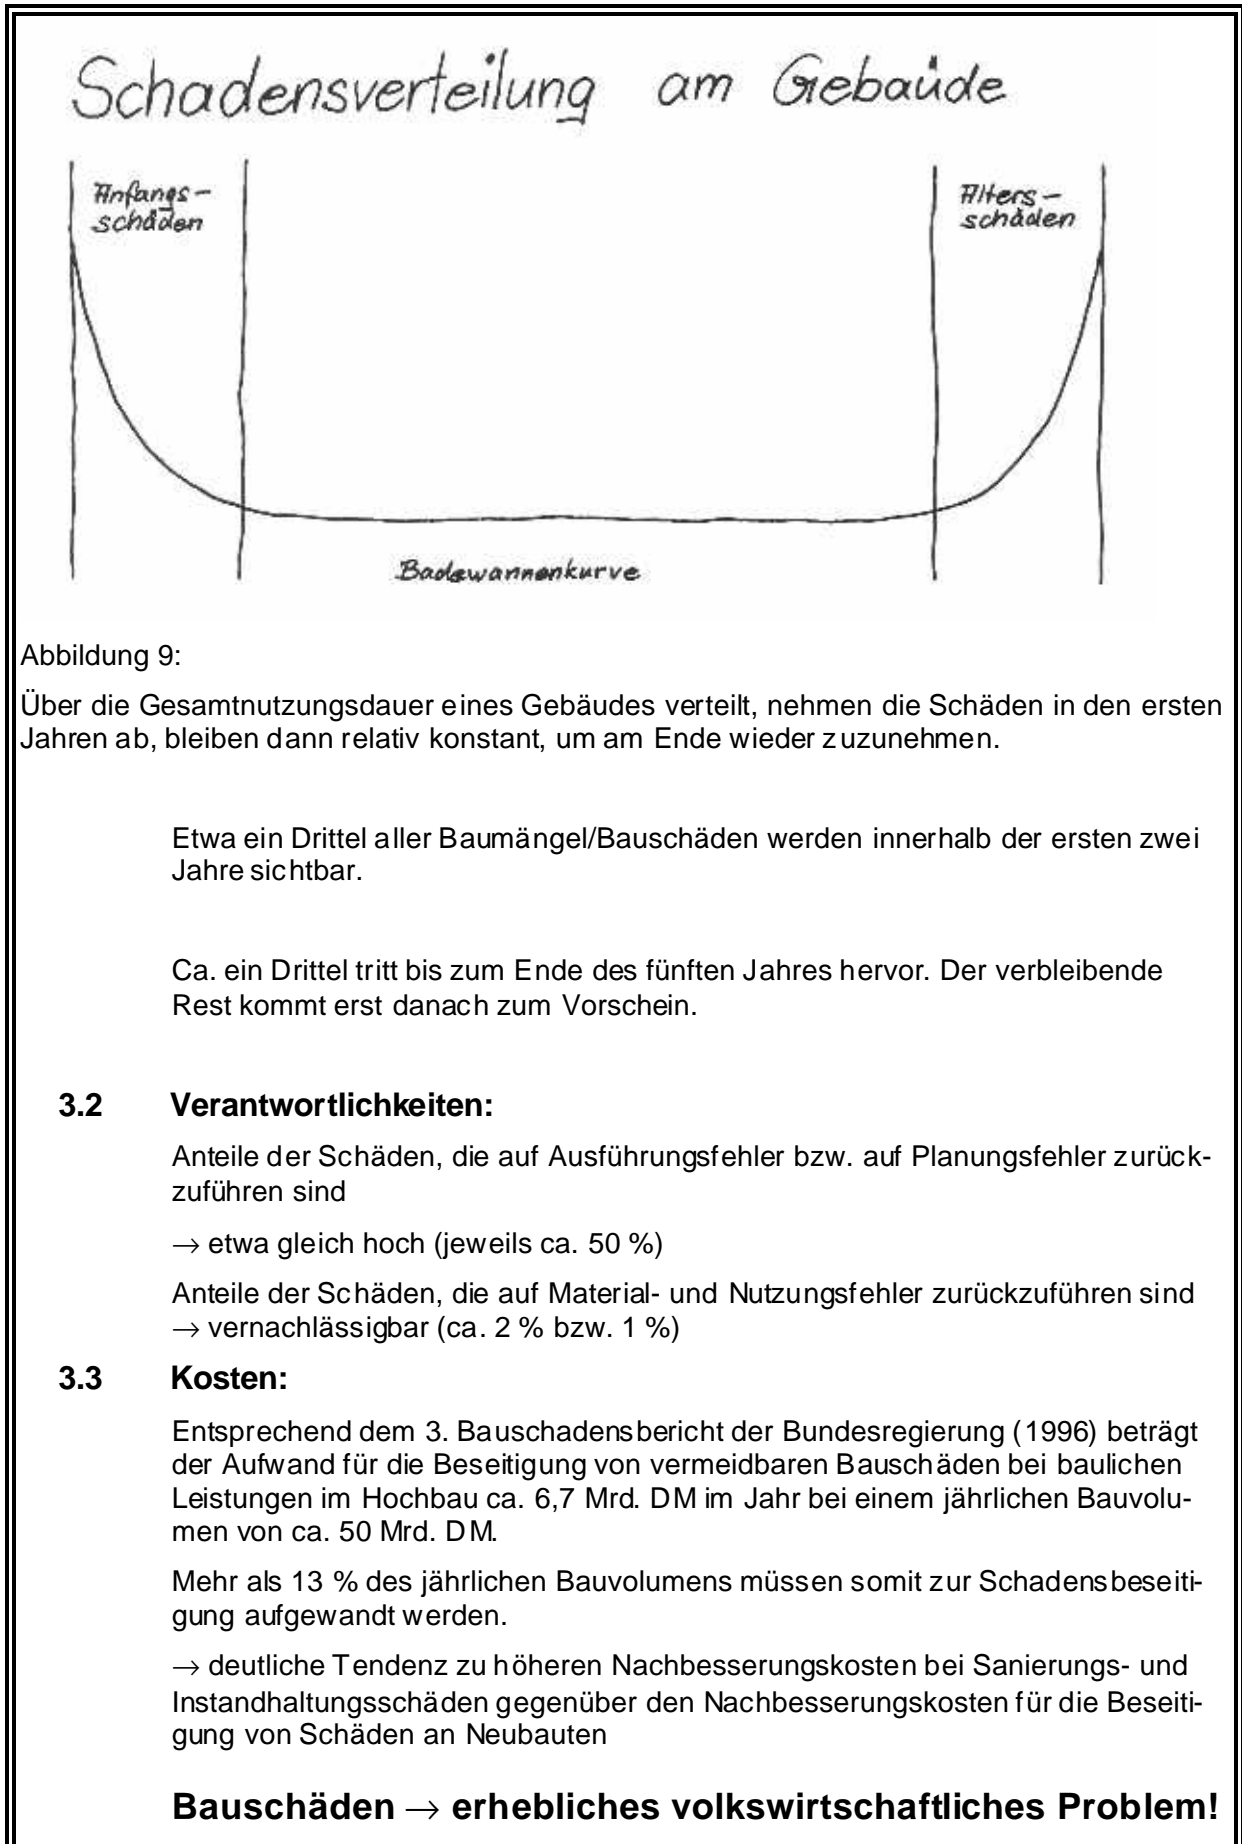 Schadensverteilung am Gebäude
Anfangs-
schäden
Alters-
schäden
Badewannenkurve
Abbildung 9:
Über die Gesamtnutzungsdauer eines Gebäudes verteilt, nehmen die Schäden in den ersten
Jahren ab, bleiben dann relativ konstant, um am Ende wieder zuzunehmen.
Etwa ein Drittel aller Baumängel/Bauschäden werden innerhalb der ersten zwei
Jahre sichtbar.
Ca. ein Drittel tritt bis zum Ende des fünften Jahres hervor. Der verbleibende
Rest kommt erst danach zum Vorschein.
3.2 Verantwortlichkeiten:
Anteile der Schäden, die auf Ausführungsfehler bzw. auf Planungsfehler zurück-
zuführen sind
→ etwa gleich hoch (jeweils ca. 50 %)
Anteile der Schäden, die auf Material- und Nutzungsfehler zurückzuführen sind
→ vernachlässigbar (ca. 2 % bzw. 1 %)
3.3 Kosten:
Entsprechend dem 3. Bauschadensbericht der Bundesregierung (1996) beträgt
der Aufwand für die Beseitigung von vermeidbaren Bauschäden bei baulichen
Leistungen im Hochbau ca. 6,7 Mrd. DM im Jahr bei einem jährlichen Bauvolu-
men von ca. 50 Mrd. DM.
Mehr als 13 % des jährlichen Bauvolumens müssen somit zur Schadensbeseiti-
gung aufgewandt werden.
→ deutliche Tendenz zu höheren Nachbesserungskosten bei Sanierungs- und
Instandhaltungsschäden gegenüber den Nachbesserungskosten für die Beseiti-
gung von Schäden an Neubauten
Bauschäden → erhebliches volkswirtschaftliches Problem!